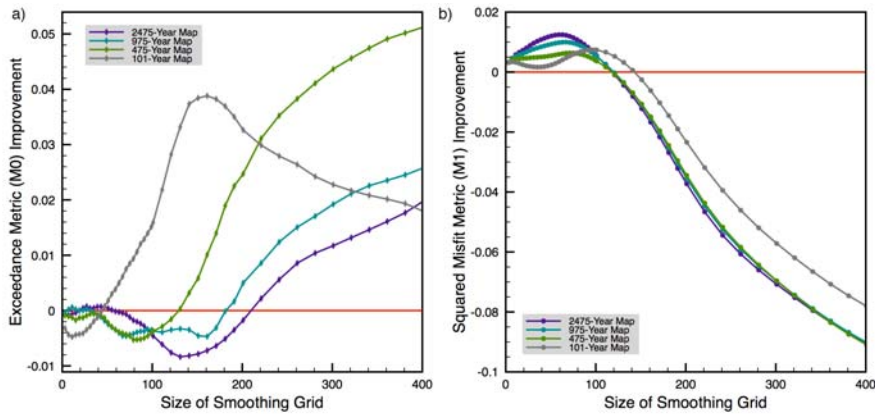 a)
2475-Year Map
975-Year Map
475-Year Map
101-Year Map
Exceedance Metric (M0) Improvement
0.05
0.04
0.03
0.02
0.01
0
-0.01
0
100
200
300
400
Size of Smoothing Grid
b)
Squared Misfit Metric (M1) Improvement
0.02
0
-0.02
-0.04
-0.06
-0.08
-0.1
2475-Year Map
975-Year Map
475-Year Map
101-Year Map
0
100
200
300
400
Size of Smoothing Grid